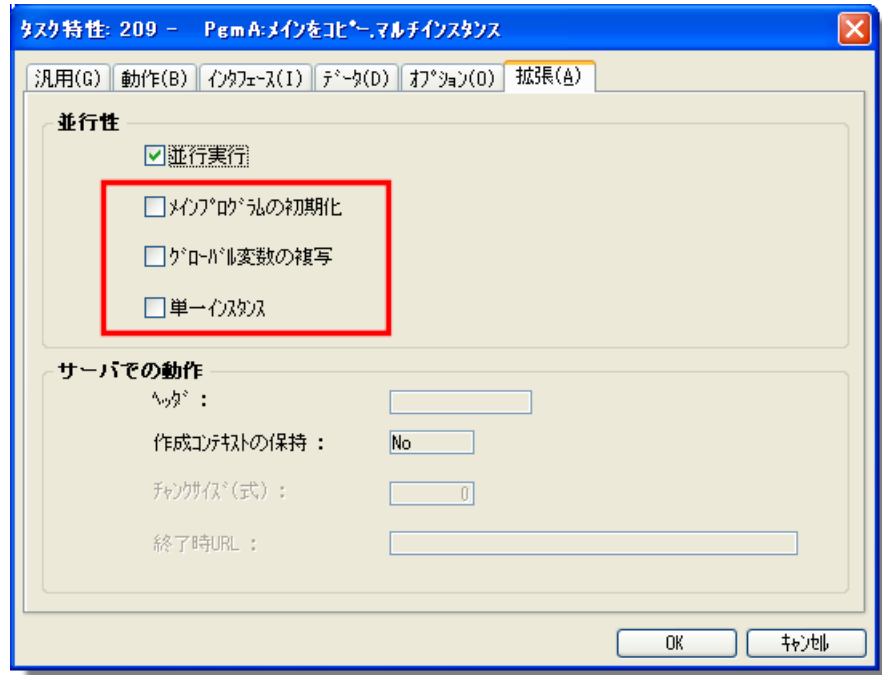 ﾀｽｸ特性: 209 -   PgmA:ﾒｲﾝをｺﾋﾟｰ.ﾏﾙﾁｲﾝｽﾀﾝｽ
汎用(G) 動作(B) ｲﾝﾀﾌｪｰｽ(I) ﾃﾞｰﾀ(D) ｵﾌﾟｼｮﾝ(O) 拡張(A)
並行性
並行実行
ﾒｲﾝﾌﾟﾛｸﾞﾗﾑの初期化
ｸﾞﾛｰﾊﾞﾙ変数の複写
単一ｲﾝｽﾀﾝｽ
サーバでの動作
ﾍｯﾀﾞ：
作成ｺﾝﾃｷｽﾄの保持： No
ﾁｬﾝｸｻｲｽﾞ(式)： 0
終了時URL：
OK ｷｬﾝｾﾙ